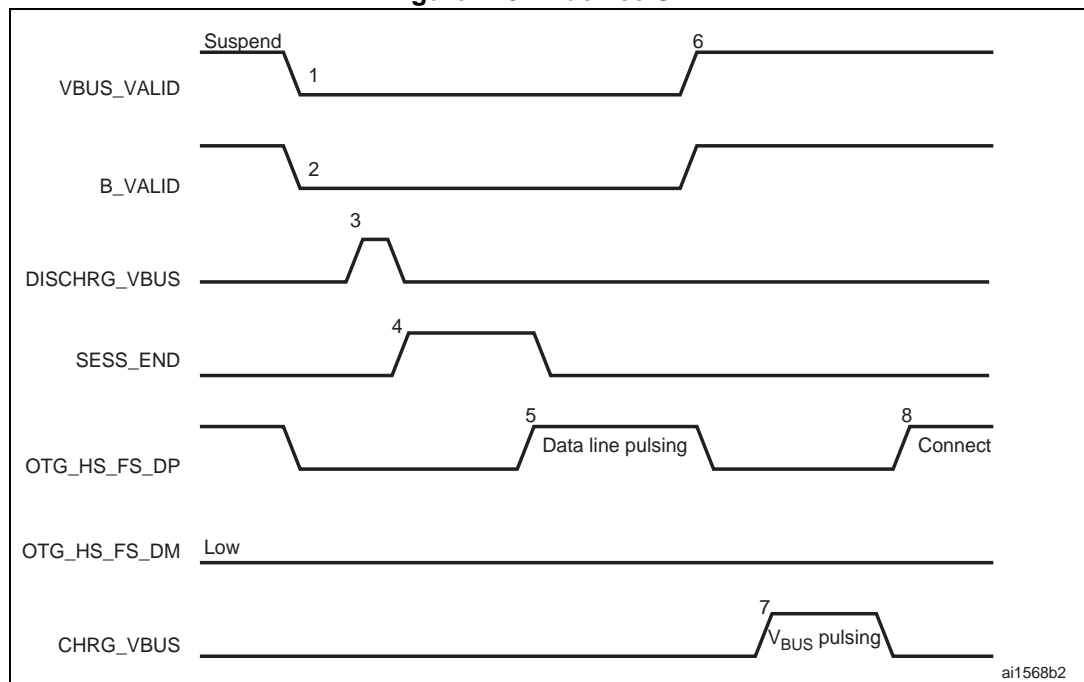 Suspend
6
VBUS_VALID
1
B_VALID
2
3
DISCHRG_VBUS
4
SESS_END
5
8
Data line pulsing
Connect
OTG_HS_FS_DP
OTG_HS_FS_DM
Low
7
CHRG_VBUS
VBUS pulsing
ai1568b2